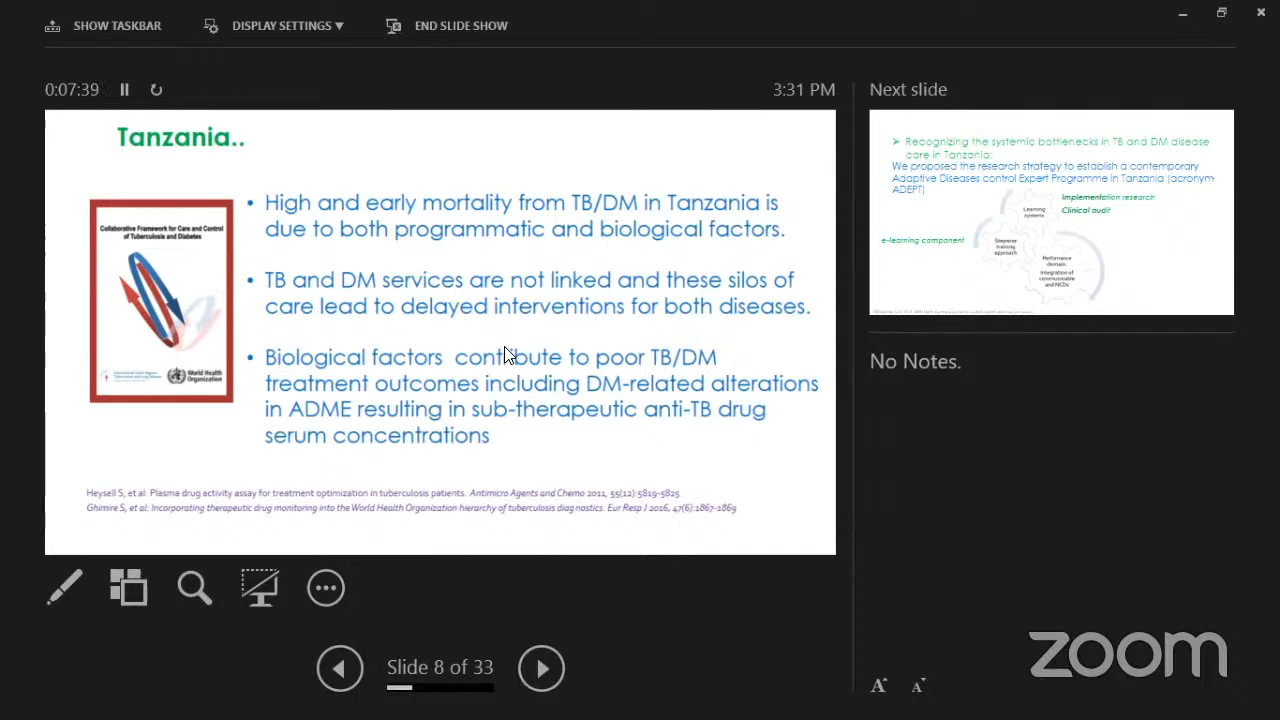 SHOW TASKBAR
DISPLAY SETTINGS ▼
END SLIDE SHOW
0:07:39
3:31 PM
Next slide
Tanzania..
Collaborative Framework for Care and Control
of Tuberculosis and Diabetes
World Health
Organization
• High and early mortality from TB/DM in Tanzania is
due to both programmatic and biological factors.
• TB and DM services are not linked and these silos of
care lead to delayed interventions for both diseases.
• Biological factors contribute to poor TB/DM
treatment outcomes including DM-related alterations
in ADME resulting in sub-therapeutic anti-TB drug
serum concentrations
Heysell S, et al: Plasma drug activity assay for treatment optimization in tuberculosis patients. Antimicro Agents and Chemo 2011, 55(12):5819-5825
Ghimire S, et al: Incorporating therapeutic drug monitoring into the World Health Organization hierarchy of tuberculosis diagnostics. Eur Resp J 2016, 47(6):1867-1869
➢ Recognizing the systemic bottlenecks in TB and DM disease
care in Tanzania:
We proposed the research strategy to establish a contemporary
Adaptive Diseases control Expert Programme in Tanzania (acronym-
ADEPT)
Implementation research
Clinical audit
Learning
systems
e-learning component
Stepwise
training
approach
Performance
domain:
Integration of
communicable
and NCDs
No Notes.
Slide 8 of 33
A A
zoom